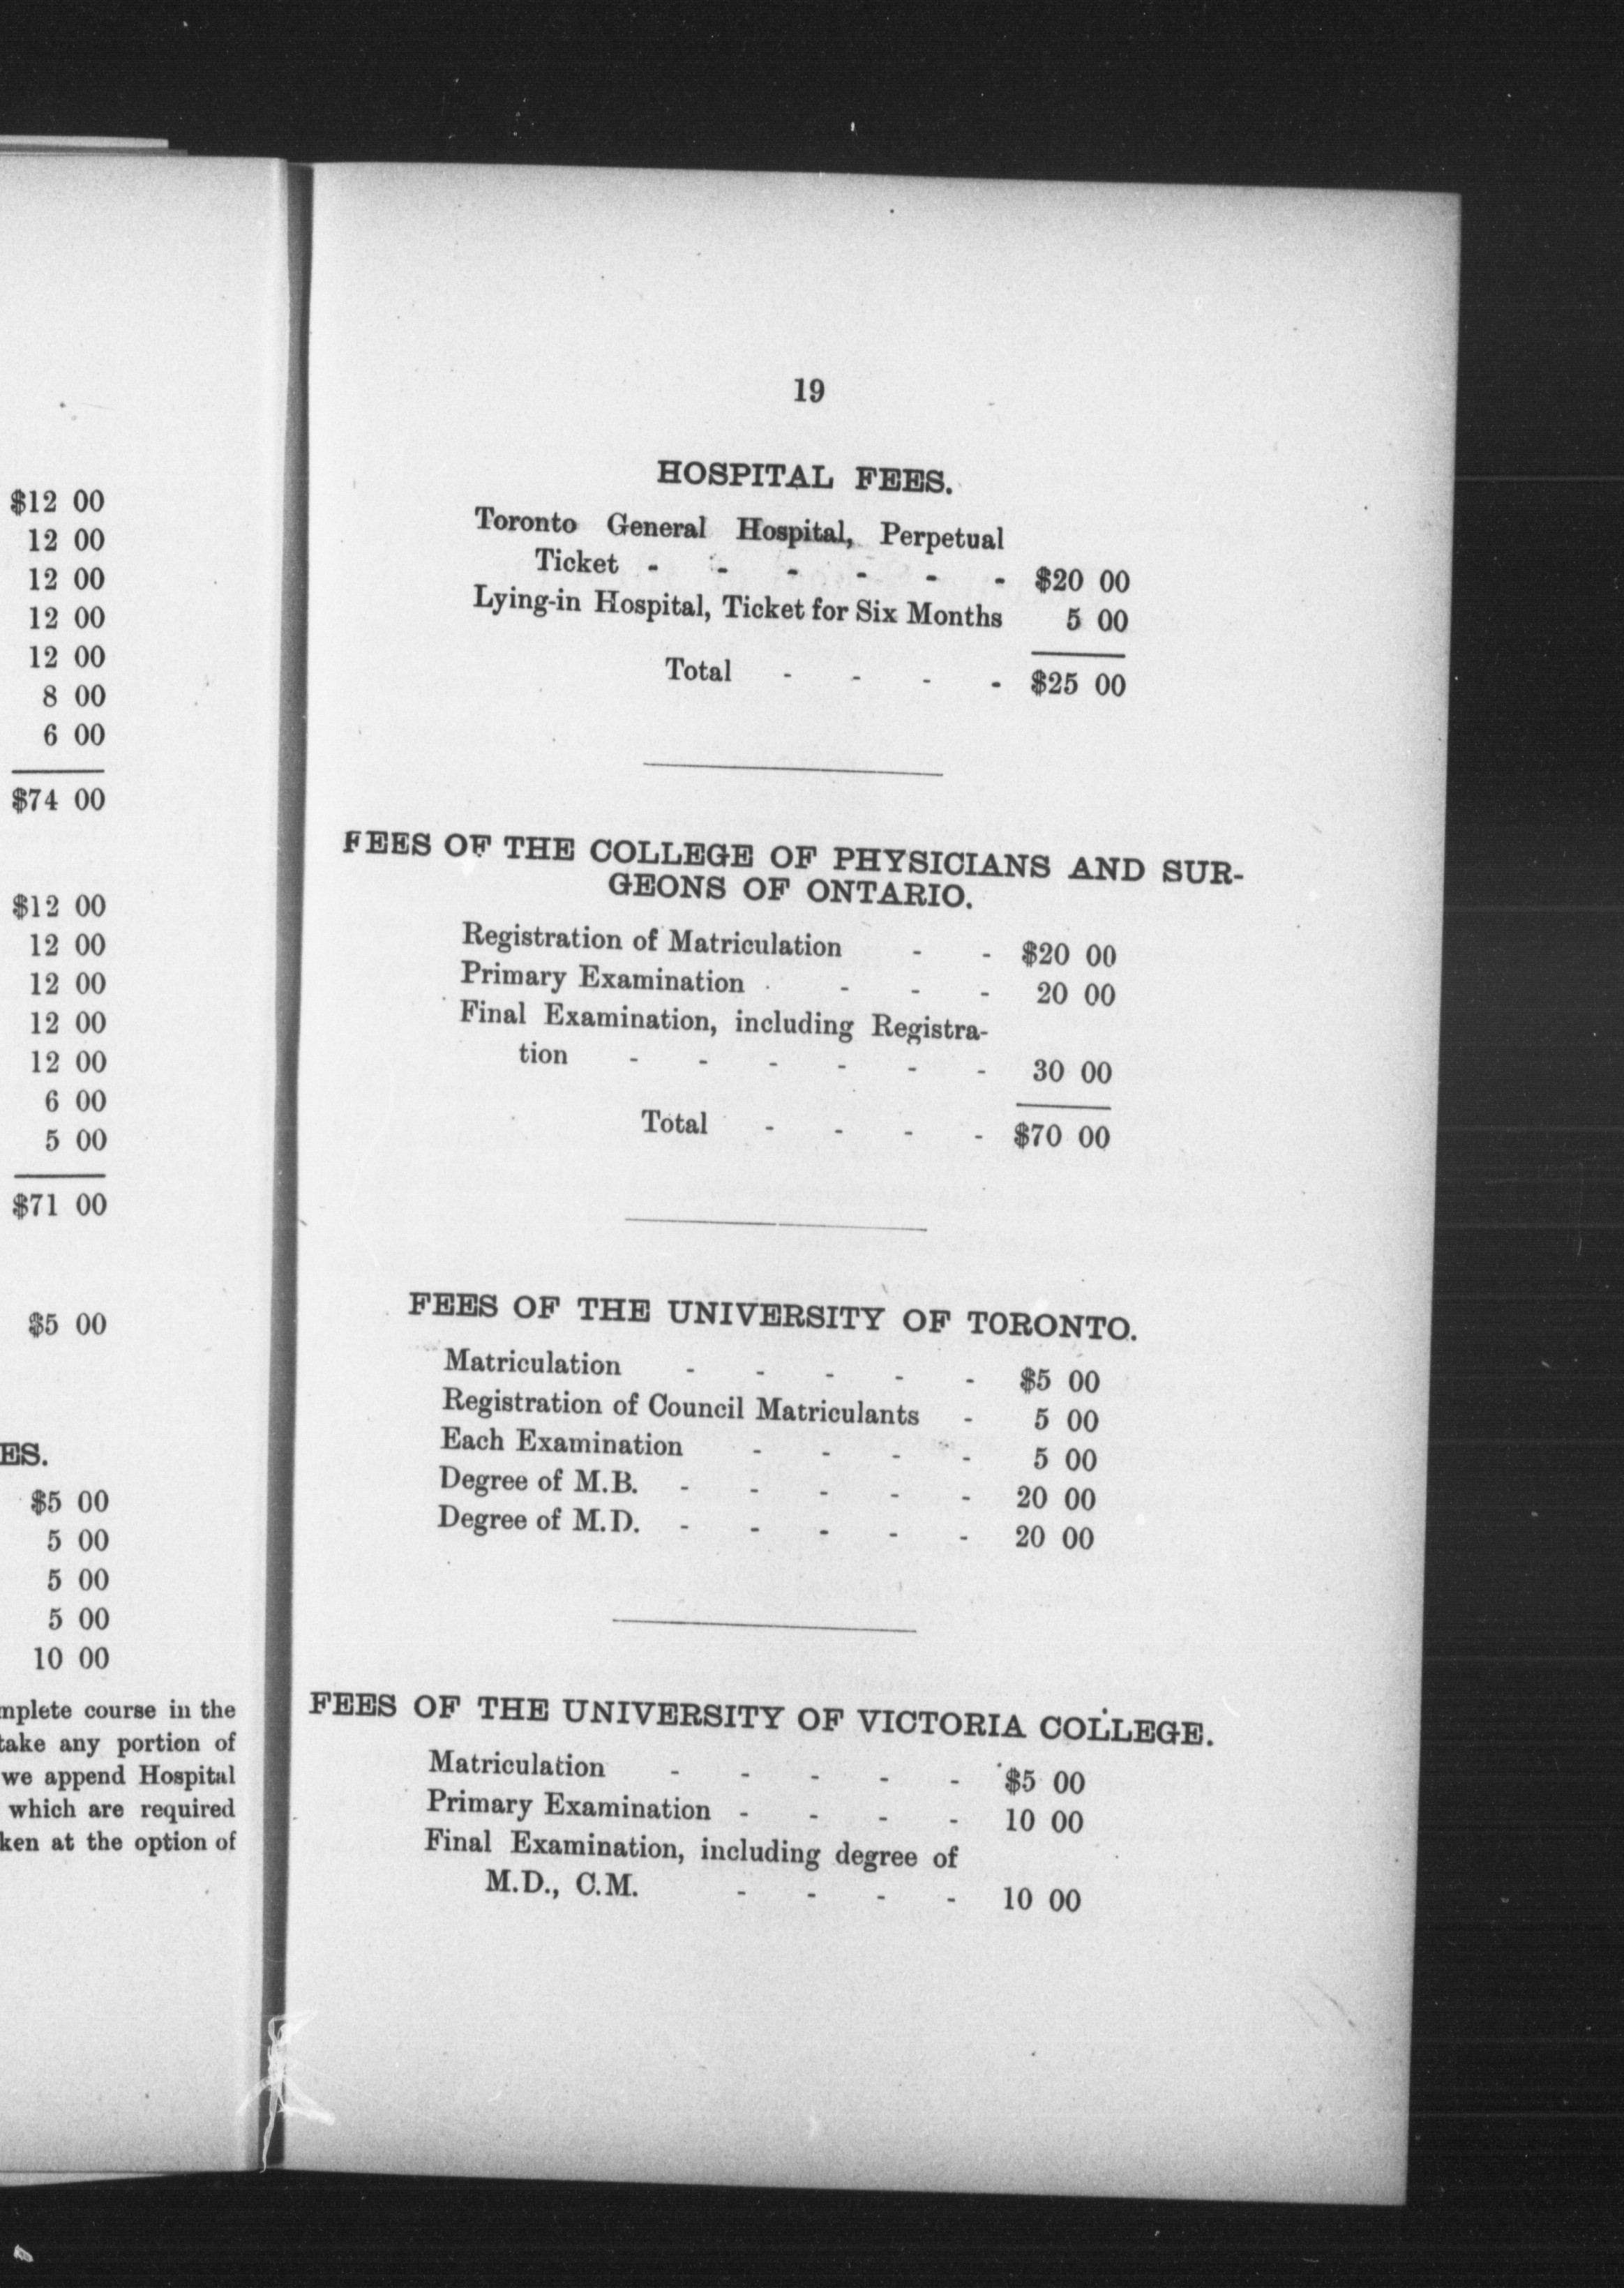 $12 00
12 00
12 00
12 00
12 00
8 00
6 00
$74 00
$12 00
12 00
12 00
12 00
12 00
6 00
5 00
$71 00
$5 00
ES.
$5 00
5 00
5 00
5 00
10 00
mplete course in the
take any portion of
we append Hospital
which are required
ken at the option of
19
HOSPITAL FEES.
Toronto General Hospital, Perpetual
Ticket - - - - - - $20 00
Lying-in Hospital, Ticket for Six Months 5 00
Total - - - - $25 00
FEES OF THE COLLEGE OF PHYSICIANS AND SUR-
GEONS OF ONTARIO.
Registration of Matriculation - - $20 00
Primary Examination - - - 20 00
Final Examination, including Registra-
tion - - - - - - 30 00
Total - - - - $70 00
FEES OF THE UNIVERSITY OF TORONTO.
Matriculation - - - - - $5 00
Registration of Council Matriculants - 5 00
Each Examination - - - - 5 00
Degree of M.B. - - - - - 20 00
Degree of M.D. - - - - - 20 00
FEES OF THE UNIVERSITY OF VICTORIA COLLEGE.
Matriculation - - - - - $5 00
Primary Examination - - - - 10 00
Final Examination, including degree of
M.D., C.M. - - - - 10 00